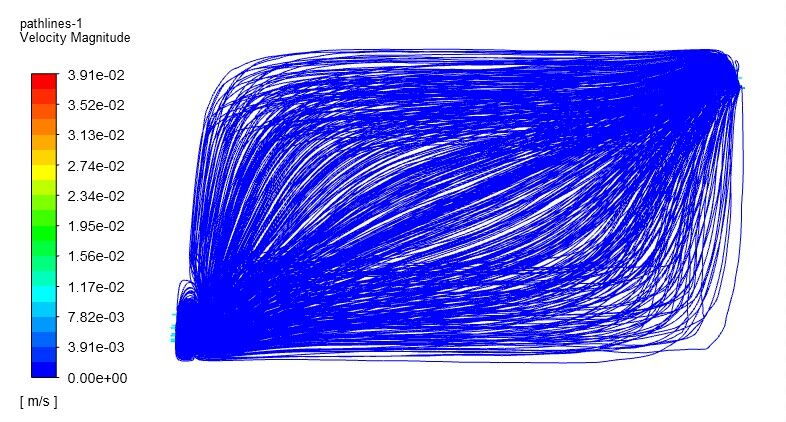 pathlines-1
Velocity Magnitude
3.91e-02
3.52e-02
3.13e-02
2.74e-02
2.34e-02
1.95e-02
1.56e-02
1.17e-02
7.82e-03
3.91e-03
0.00e+00
[ m/s ]